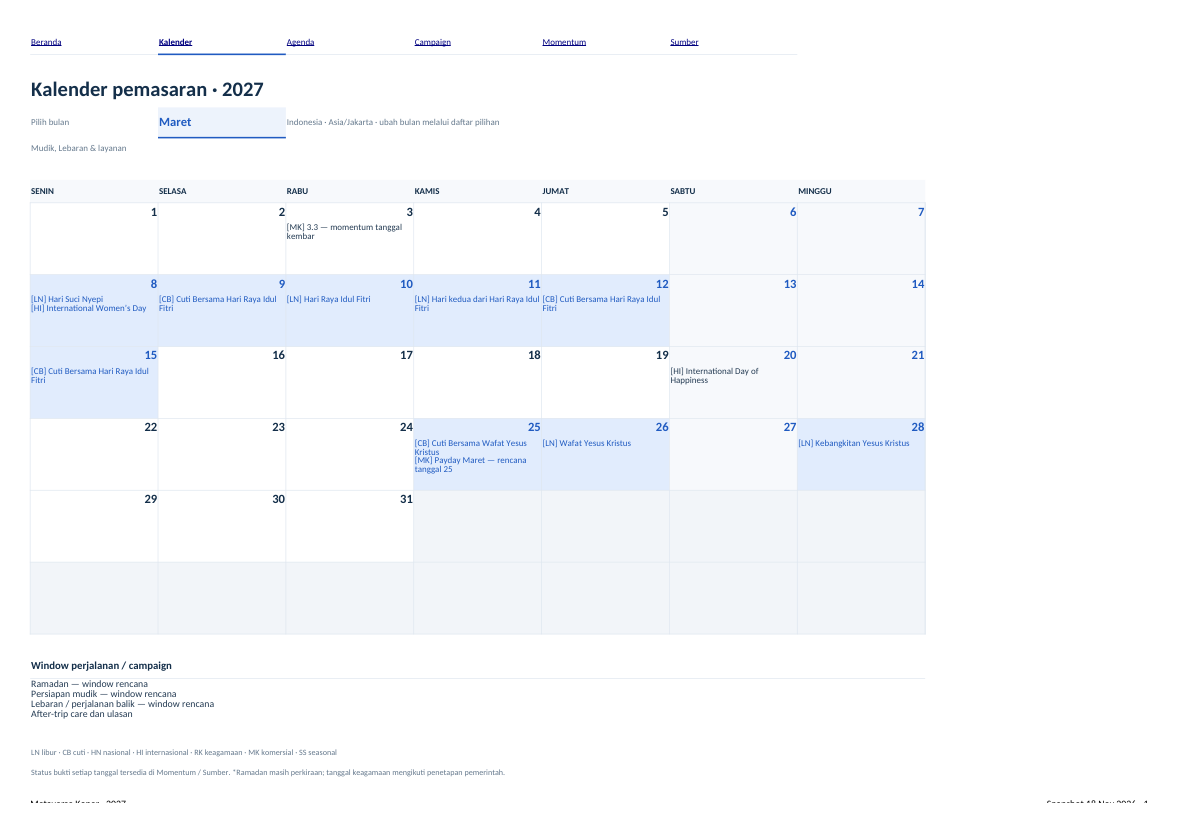 Beranda Kalender Agenda Campaign Momentum Sumber
Kalender pemasaran · 2027
Pilih bulan Maret Indonesia · Asia/Jakarta · ubah bulan melalui daftar pilihan
Mudik, Lebaran & layanan
SENIN SELASA RABU KAMIS JUMAT SABTU MINGGU
1 2 3 4 5 6 7
[MK] 3.3 — momentum tanggal
kembar
8 9 10 11 12 13 14
[LN] Hari Suci Nyepi
[HI] International Women's Day
[CB] Cuti Bersama Hari Raya Idul
Fitri
[LN] Hari Raya Idul Fitri
[LN] Hari kedua dari Hari Raya Idul
Fitri
[CB] Cuti Bersama Hari Raya Idul
Fitri
15 16 17 18 19 20 21
[CB] Cuti Bersama Hari Raya Idul
Fitri
[HI] International Day of
Happiness
22 23 24 25 26 27 28
[CB] Cuti Bersama Wafat Yesus
Kristus
[MK] Payday Maret — rencana
tanggal 25
[LN] Wafat Yesus Kristus
[LN] Kebangkitan Yesus Kristus
29 30 31
Window perjalanan / campaign
Ramadan — window rencana
Persiapan mudik — window rencana
Lebaran / perjalanan balik — window rencana
After-trip care dan ulasan
LN libur · CB cuti · HN nasional · HI internasional · RK keagamaan · MK komersial · SS seasonal
Status bukti setiap tanggal tersedia di Momentum / Sumber. *Ramadan masih perkiraan; tanggal keagamaan mengikuti penetapan pemerintah.